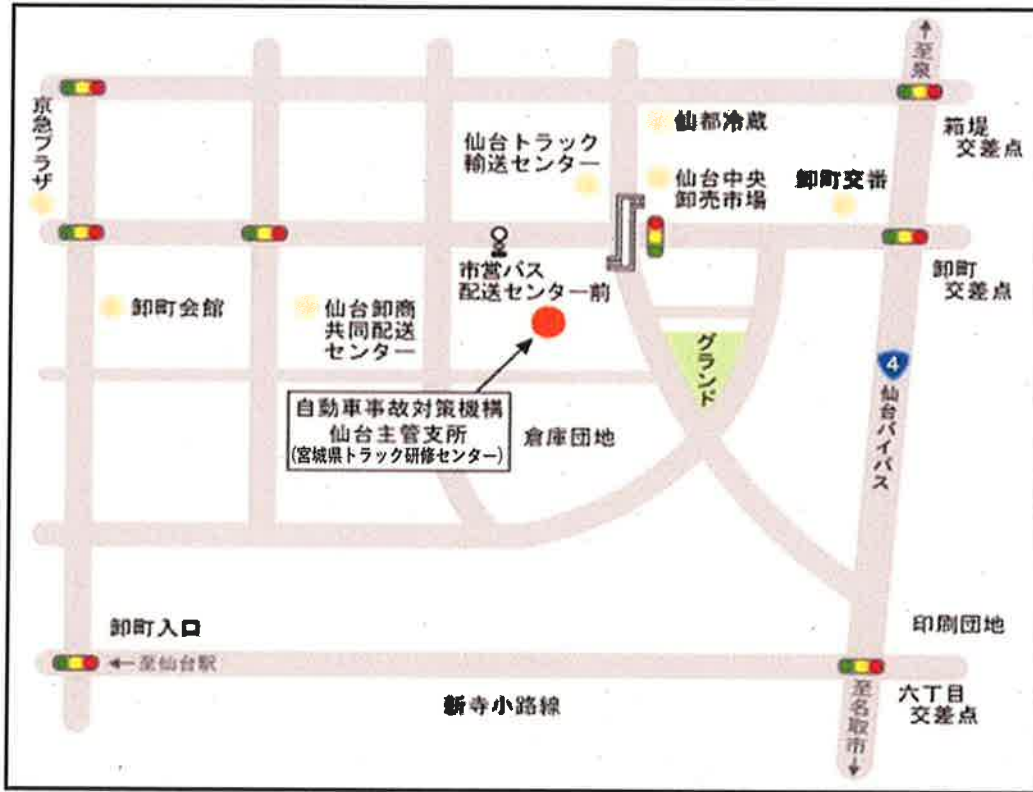 ↑至泉
京急プラザ
箱堤
交差点
仙都冷蔵
仙台トラック
輸送センター
仙台中央
卸売市場
卸町交番
市営バス
配送センター前
卸町
交差点
卸町会館
仙台卸商
共同配送
センター
グランド
4
仙台バイパス
自動車事故対策機構
仙台主管支所
(宮城県トラック研修センター)
倉庫団地
卸町入口
印刷団地
←至仙台駅
新寺小路線
六丁目
交差点
至名取市↓